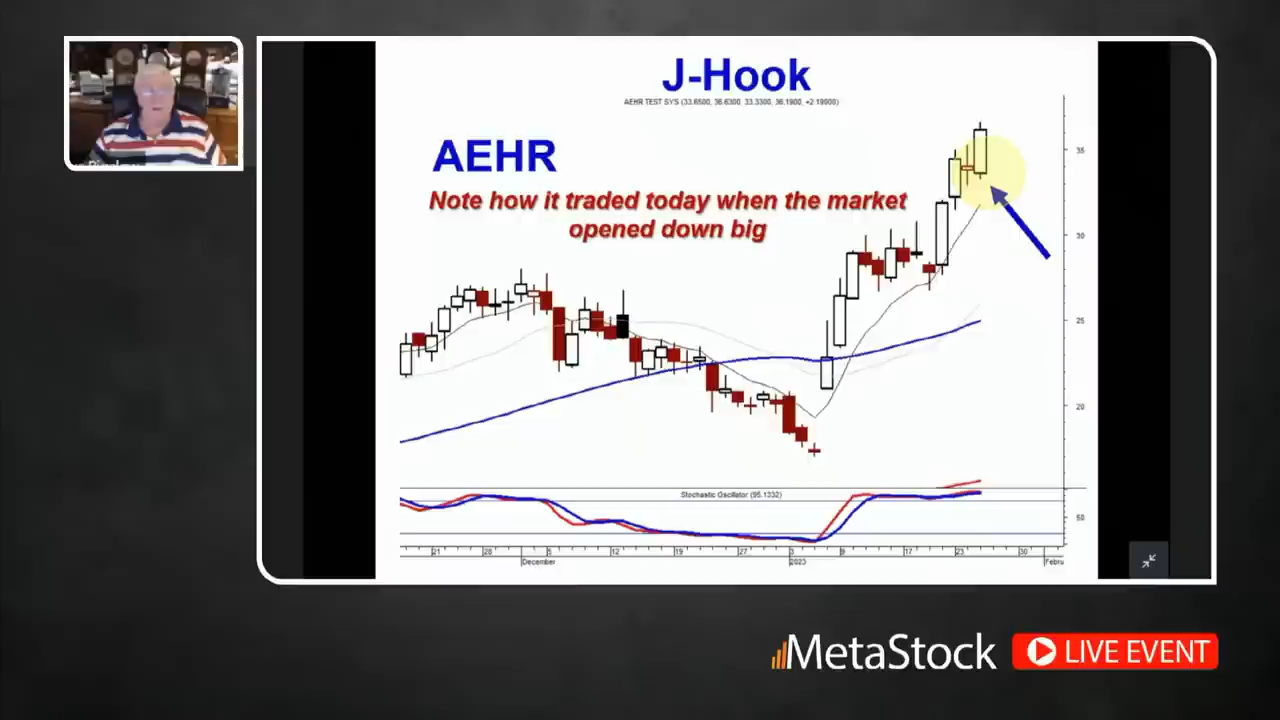 J-Hook
AEHR TEST SYS (33.6500, 36.6300, 33.3300, 36.1900, +2.19000)
AEHR
Note how it traded today when the market
opened down big
35
30
25
20
Stochastic Oscillator (95.1332)
50
21 28 5 12 19 27 3 9 17 23 30
December 2023 Febru
MetaStock LIVE EVENT